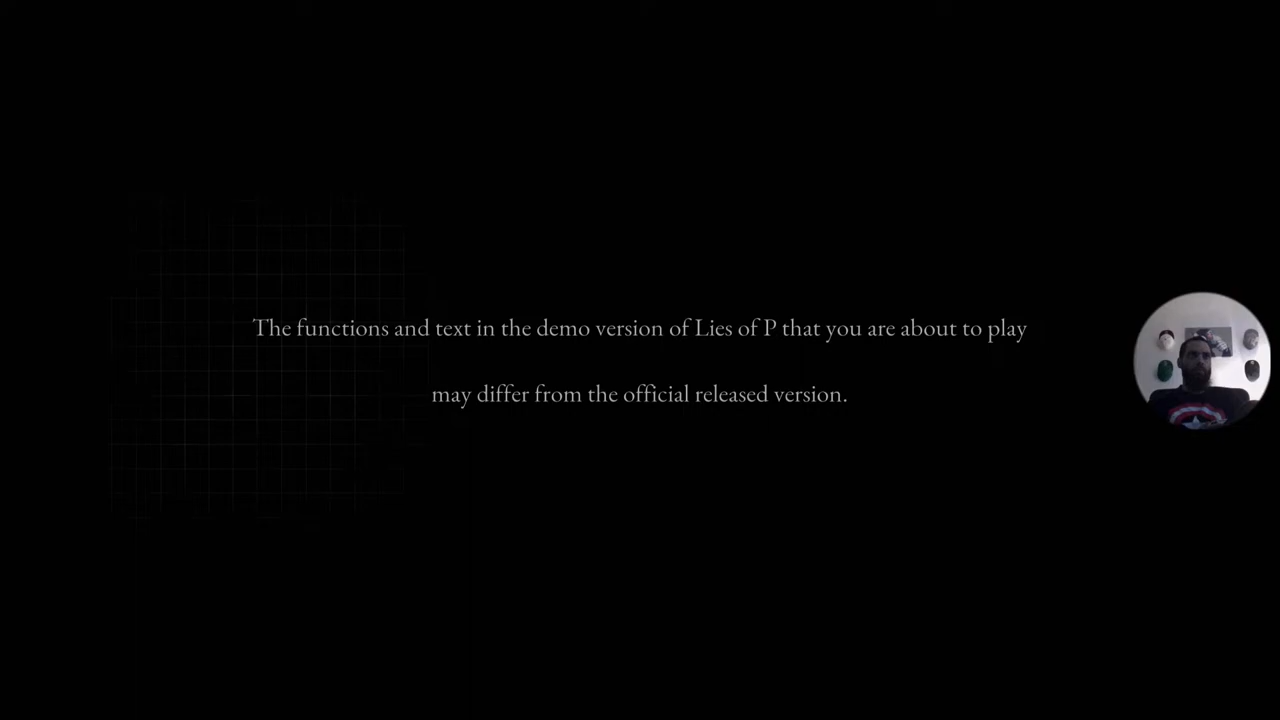 The functions and text in the demo version of Lies of P that you are about to play
may differ from the official released version.